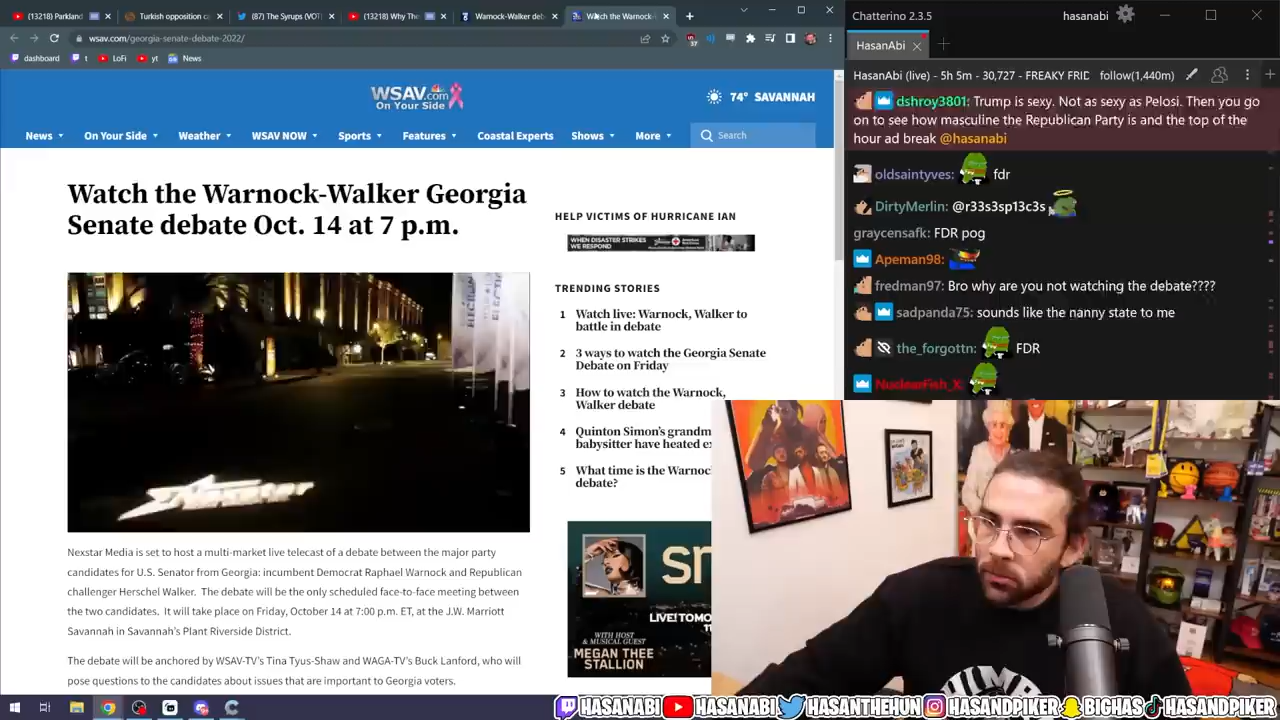 (13218) Parkland
Turkish opposition c
(87) The Syrups (VOT
(13218) Why The
Warnock-Walker deb
Watch the Warnock-
wsav.com/georgia-senate-debate-2022/
37
dashboard
t
LoFi
yt
News
WSAV.com
On Your Side
74° SAVANNAH
News
On Your Side
Weather
WSAV NOW
Sports
Features
Coastal Experts
Shows
More
Search
Watch the Warnock-Walker Georgia
Senate debate Oct. 14 at 7 p.m.
Nexstar Media is set to host a multi-market live telecast of a debate between the major party
candidates for U.S. Senator from Georgia: incumbent Democrat Raphael Warnock and Republican
challenger Herschel Walker. The debate will be the only scheduled face-to-face meeting between
the two candidates. It will take place on Friday, October 14 at 7:00 p.m. ET, at the J.W. Marriott
Savannah in Savannah's Plant Riverside District.
The debate will be anchored by WSAV-TV's Tina Tyus-Shaw and WAGA-TV's Buck Lanford, who will
pose questions to the candidates about issues that are important to Georgia voters.
HELP VICTIMS OF HURRICANE IAN
WHEN DISASTER STRIKES
WE RESPOND
TRENDING STORIES
1 Watch live: Warnock, Walker to
battle in debate
2 3 ways to watch the Georgia Senate
Debate on Friday
3 How to watch the Warnock,
Walker debate
4 Quinton Simon's grandm
babysitter have heated ex
5 What time is the Warnoc
debate?
sn
LIVE! TOMO
WITH HOST
& MUSICAL GUEST
MEGAN THEE
STALLION
Chatterino 2.3.5
hasanabi
HasanAbi
HasanAbi (live) - 5h 5m - 30,727 - FREAKY FRID
follow(1,440m)
dshroy3801: Trump is sexy. Not as sexy as Pelosi. Then you go
on to see how masculine the Republican Party is and the top of the
hour ad break @hasanabi
oldsaintyves: fdr
DirtyMerlin: @r33s3sp13c3s
graycensafk: FDR pog
Apeman98:
fredman97: Bro why are you not watching the debate????
sadpanda75: sounds like the nanny state to me
the_forgottn: FDR
NuclearFish_X:
HASANABI
HASANABI
HASANTHEHUN
HASANDPIKER
BIGHAS
HASANDPIKER